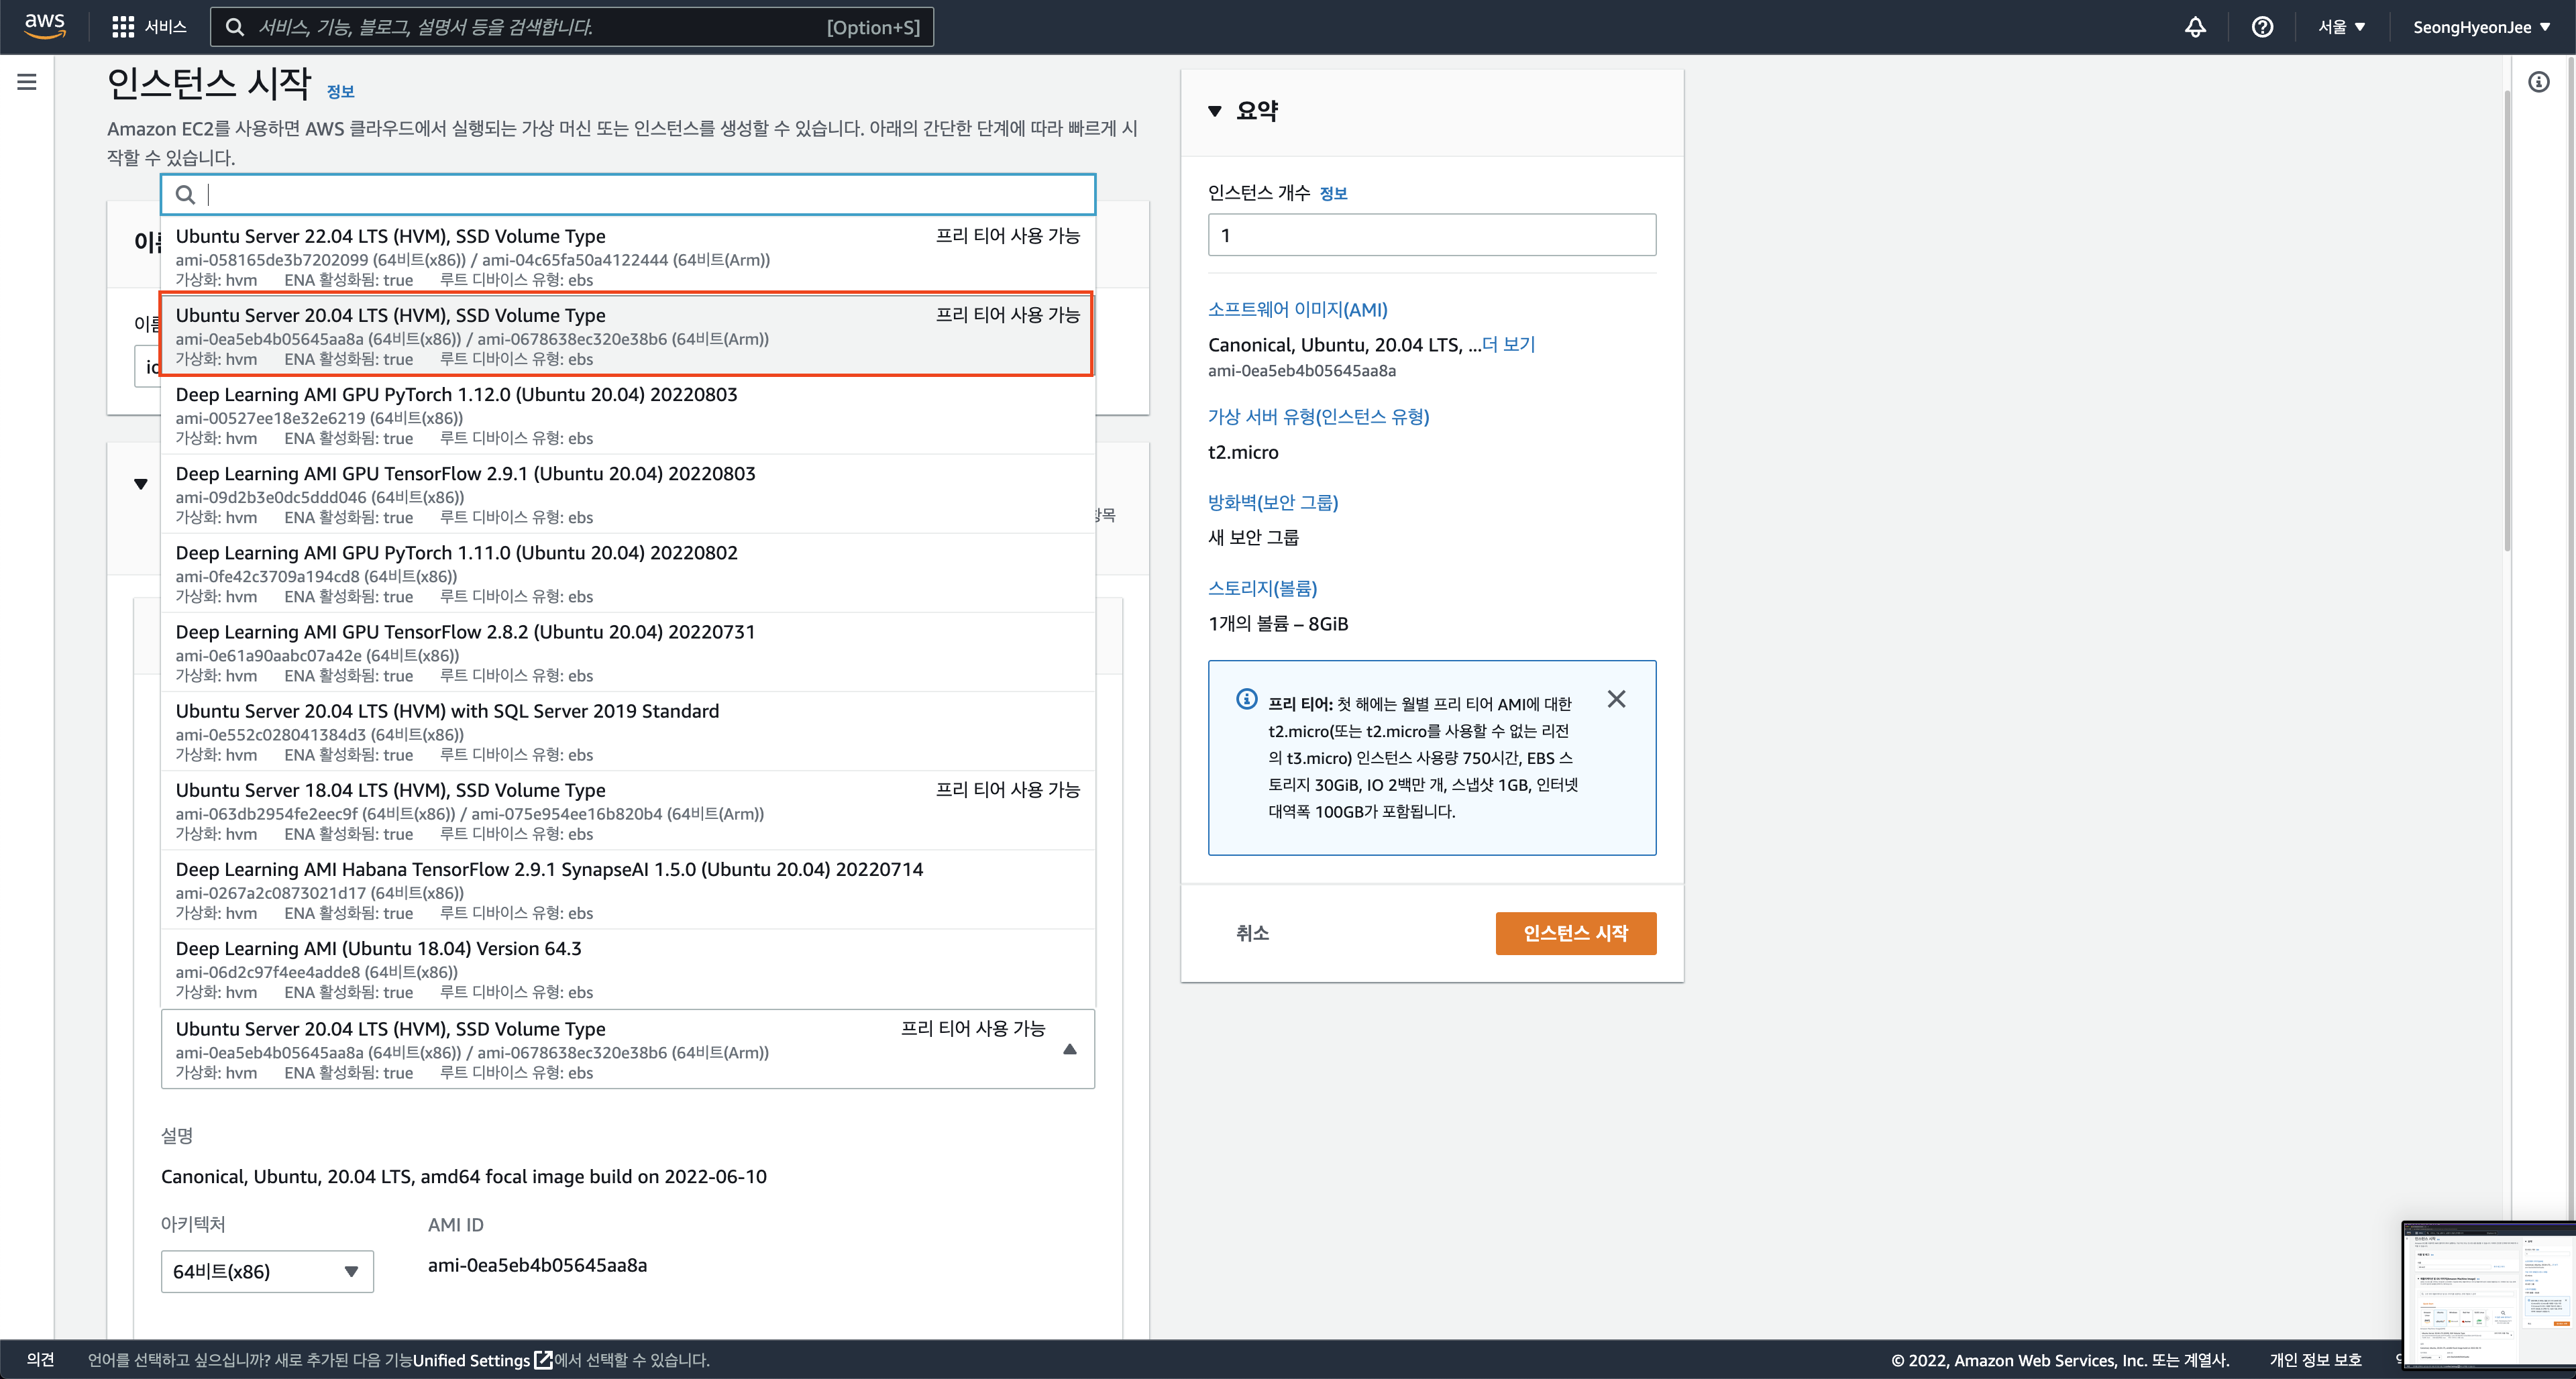 aws
서비스
서비스, 기능, 블로그, 설명서 등을 검색합니다.
[Option+S]
서울
SeongHyeonJee
인스턴스 시작 정보
Amazon EC2를 사용하면 AWS 클라우드에서 실행되는 가상 머신 또는 인스턴스를 생성할 수 있습니다. 아래의 간단한 단계에 따라 빠르게 시
작할 수 있습니다.
Ubuntu Server 22.04 LTS (HVM), SSD Volume Type 프리 티어 사용 가능
ami-058165de3b7202099 (64비트(x86)) / ami-04c65fa50a4122444 (64비트(Arm))
가상화: hvm ENA 활성화됨: true 루트 디바이스 유형: ebs
Ubuntu Server 20.04 LTS (HVM), SSD Volume Type 프리 티어 사용 가능
ami-0ea5eb4b05645aa8a (64비트(x86)) / ami-0678638ec320e38b6 (64비트(Arm))
가상화: hvm ENA 활성화됨: true 루트 디바이스 유형: ebs
Deep Learning AMI GPU PyTorch 1.12.0 (Ubuntu 20.04) 20220803
ami-00527ee18e32e6219 (64비트(x86))
가상화: hvm ENA 활성화됨: true 루트 디바이스 유형: ebs
Deep Learning AMI GPU TensorFlow 2.9.1 (Ubuntu 20.04) 20220803
ami-09d2b3e0dc5ddd046 (64비트(x86))
가상화: hvm ENA 활성화됨: true 루트 디바이스 유형: ebs
항목
Deep Learning AMI GPU PyTorch 1.11.0 (Ubuntu 20.04) 20220802
ami-0fe42c3709a194cd8 (64비트(x86))
가상화: hvm ENA 활성화됨: true 루트 디바이스 유형: ebs
Deep Learning AMI GPU TensorFlow 2.8.2 (Ubuntu 20.04) 20220731
ami-0e61a90aabc07a42e (64비트(x86))
가상화: hvm ENA 활성화됨: true 루트 디바이스 유형: ebs
Ubuntu Server 20.04 LTS (HVM) with SQL Server 2019 Standard
ami-0e552c028041384d3 (64비트(x86))
가상화: hvm ENA 활성화됨: true 루트 디바이스 유형: ebs
Ubuntu Server 18.04 LTS (HVM), SSD Volume Type 프리 티어 사용 가능
ami-063db2954fe2eec9f (64비트(x86)) / ami-075e954ee16b820b4 (64비트(Arm))
가상화: hvm ENA 활성화됨: true 루트 디바이스 유형: ebs
Deep Learning AMI Habana TensorFlow 2.9.1 SynapseAI 1.5.0 (Ubuntu 20.04) 20220714
ami-0267a2c0873021d17 (64비트(x86))
가상화: hvm ENA 활성화됨: true 루트 디바이스 유형: ebs
Deep Learning AMI (Ubuntu 18.04) Version 64.3
ami-06d2c97f4ee4adde8 (64비트(x86))
가상화: hvm ENA 활성화됨: true 루트 디바이스 유형: ebs
Ubuntu Server 20.04 LTS (HVM), SSD Volume Type 프리 티어 사용 가능
ami-0ea5eb4b05645aa8a (64비트(x86)) / ami-0678638ec320e38b6 (64비트(Arm))
가상화: hvm ENA 활성화됨: true 루트 디바이스 유형: ebs
설명
Canonical, Ubuntu, 20.04 LTS, amd64 focal image build on 2022-06-10
아키텍처 AMI ID
64비트(x86) ami-0ea5eb4b05645aa8a
요약
인스턴스 개수 정보
1
소프트웨어 이미지(AMI)
Canonical, Ubuntu, 20.04 LTS, ...더 보기
ami-0ea5eb4b05645aa8a
가상 서버 유형(인스턴스 유형)
t2.micro
방화벽(보안 그룹)
새 보안 그룹
스토리지(볼륨)
1개의 볼륨 – 8GiB
프리 티어: 첫 해에는 월별 프리 티어 AMI에 대한
t2.micro(또는 t2.micro를 사용할 수 없는 리전
의 t3.micro) 인스턴스 사용량 750시간, EBS 스
토리지 30GiB, IO 2백만 개, 스냅샷 1GB, 인터넷
대역폭 100GB가 포함됩니다.
취소
인스턴스 시작
의견
언어를 선택하고 싶으십니까? 새로 추가된 다음 기능Unified Settings 에서 선택할 수 있습니다.
© 2022, Amazon Web Services, Inc. 또는 계열사.
개인 정보 보호